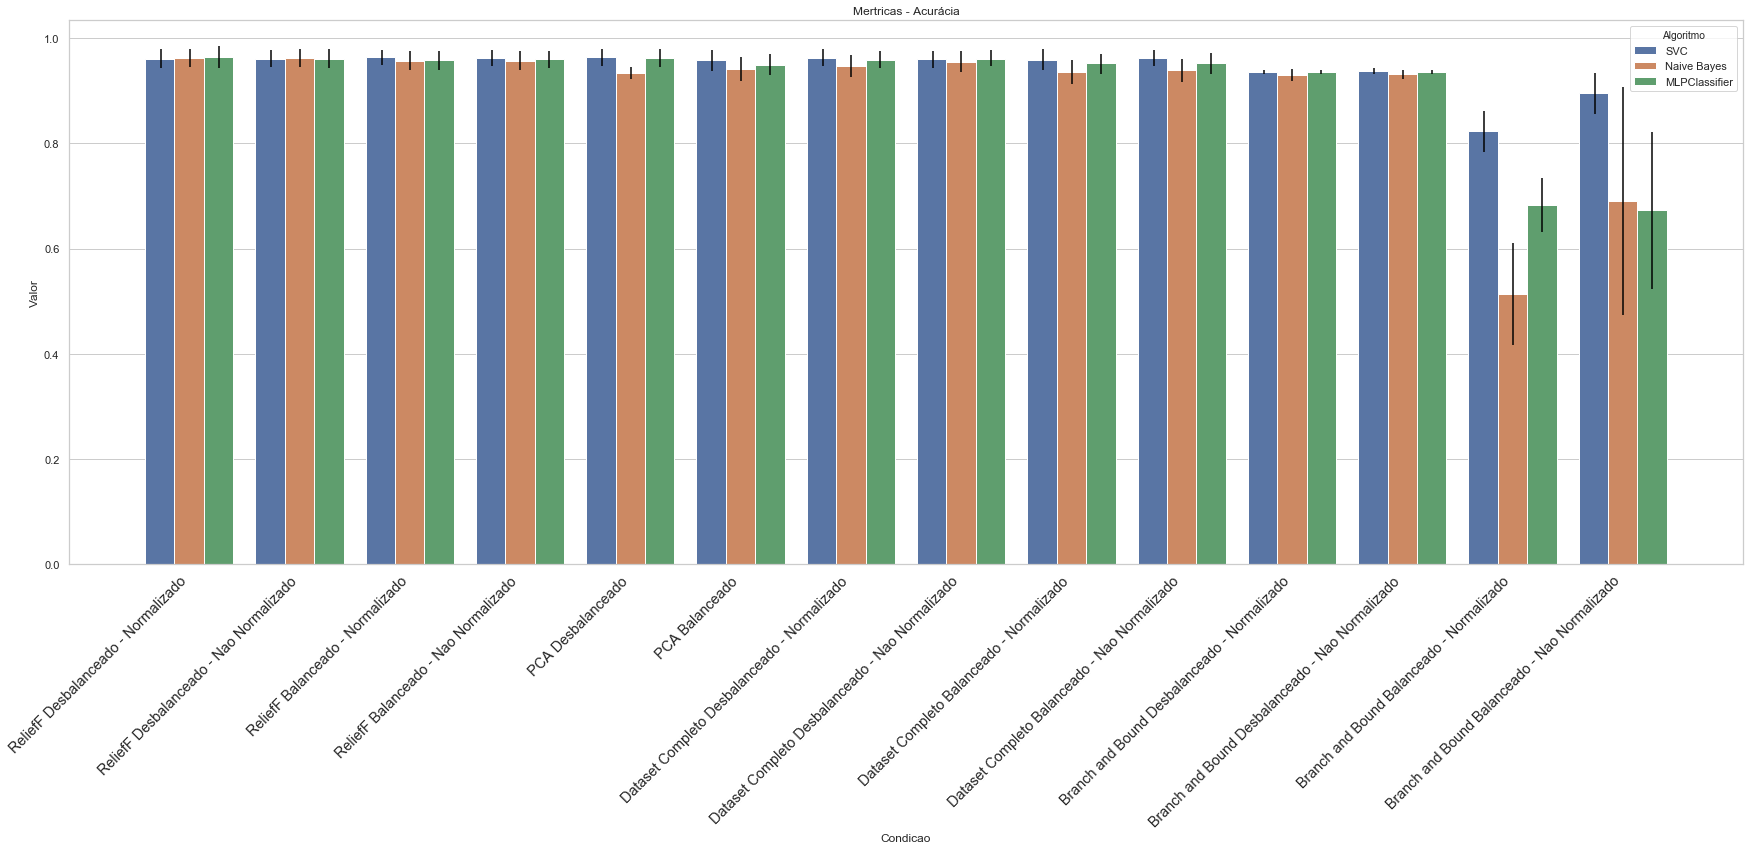 Mertricas - Acurácia
Algoritmo
SVC
Naive Bayes
MLPClassifier
1.0
0.8
0.6
0.4
0.2
0.0
Valor
ReliefF Desbalanceado - Normalizado
ReliefF Desbalanceado - Nao Normalizado
ReliefF Balanceado - Normalizado
ReliefF Balanceado - Nao Normalizado
PCA Desbalanceado
PCA Balanceado
Dataset Completo Desbalanceado - Normalizado
Dataset Completo Desbalanceado - Nao Normalizado
Dataset Completo Balanceado - Normalizado
Dataset Completo Balanceado - Nao Normalizado
Branch and Bound Desbalanceado - Normalizado
Branch and Bound Desbalanceado - Nao Normalizado
Branch and Bound Balanceado - Normalizado
Branch and Bound Balanceado - Nao Normalizado
Condicao